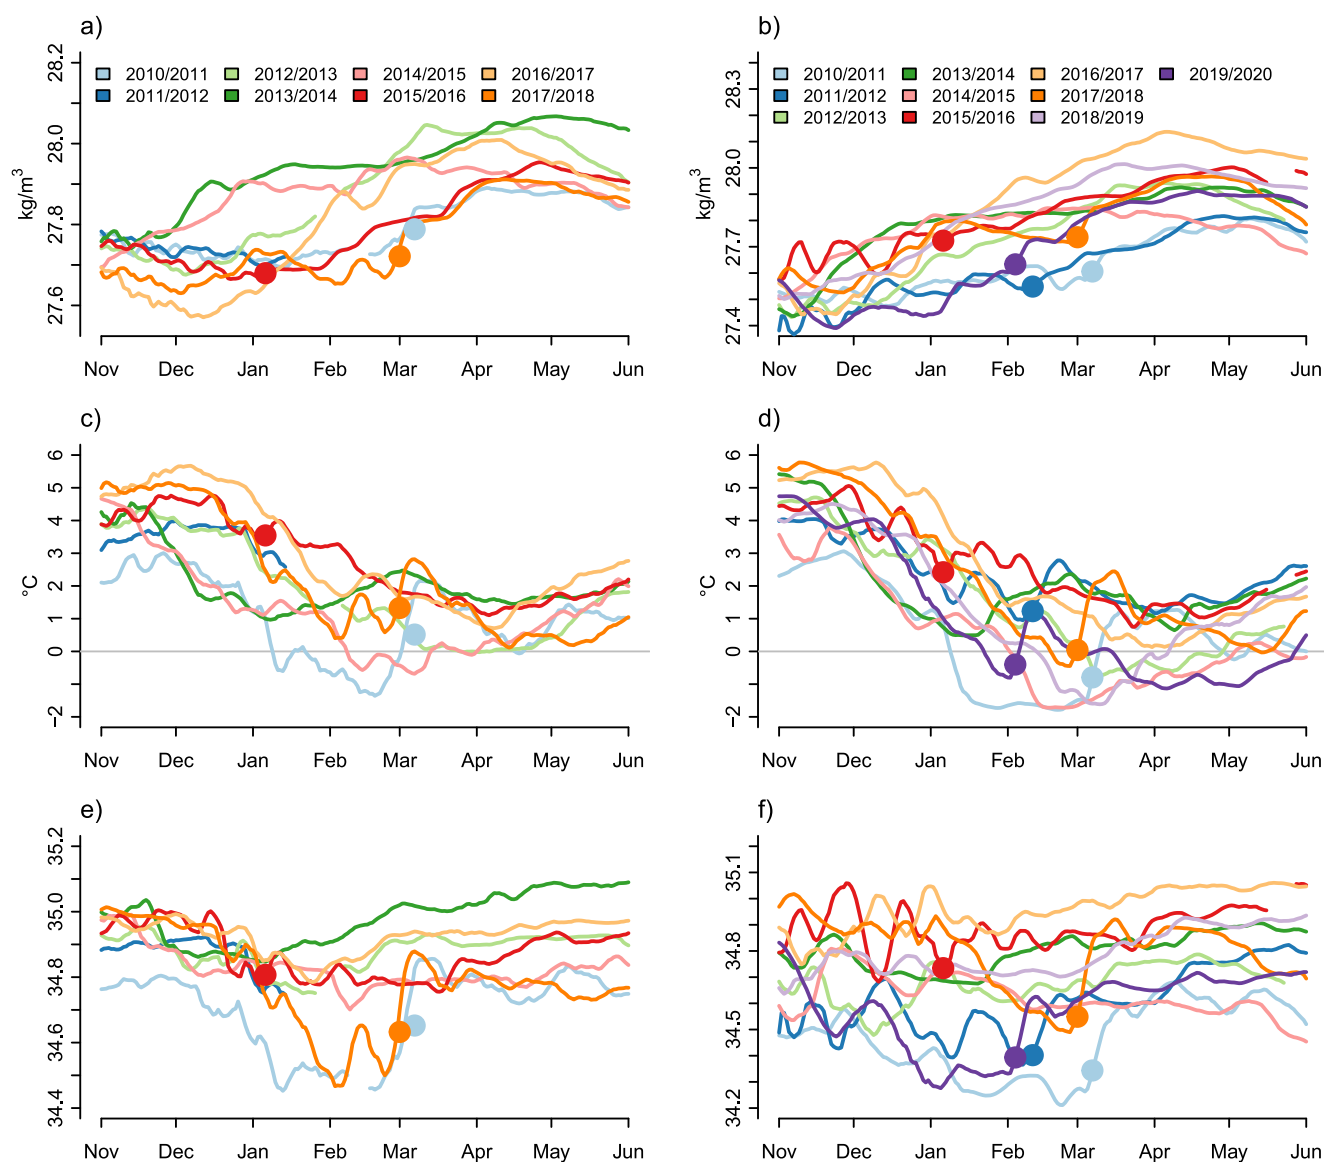 a)
28.2
28.0
27.8
27.6
kg/m³
2010/2011 2012/2013 2014/2015 2016/2017
2011/2012 2013/2014 2015/2016 2017/2018
Nov Dec Jan Feb Mar Apr May Jun
b)
28.3
28.0
27.7
27.4
kg/m³
2010/2011 2013/2014 2016/2017 2019/2020
2011/2012 2014/2015 2017/2018
2012/2013 2015/2016 2018/2019
Nov Dec Jan Feb Mar Apr May Jun
c)
6
5
4
3
2
1
0
−2
°C
Nov Dec Jan Feb Mar Apr May Jun
d)
6
5
4
3
2
1
0
−2
°C
Nov Dec Jan Feb Mar Apr May Jun
e)
35.2
35.0
34.8
34.6
34.4
Nov Dec Jan Feb Mar Apr May Jun
f)
35.1
34.8
34.5
34.2
Nov Dec Jan Feb Mar Apr May Jun